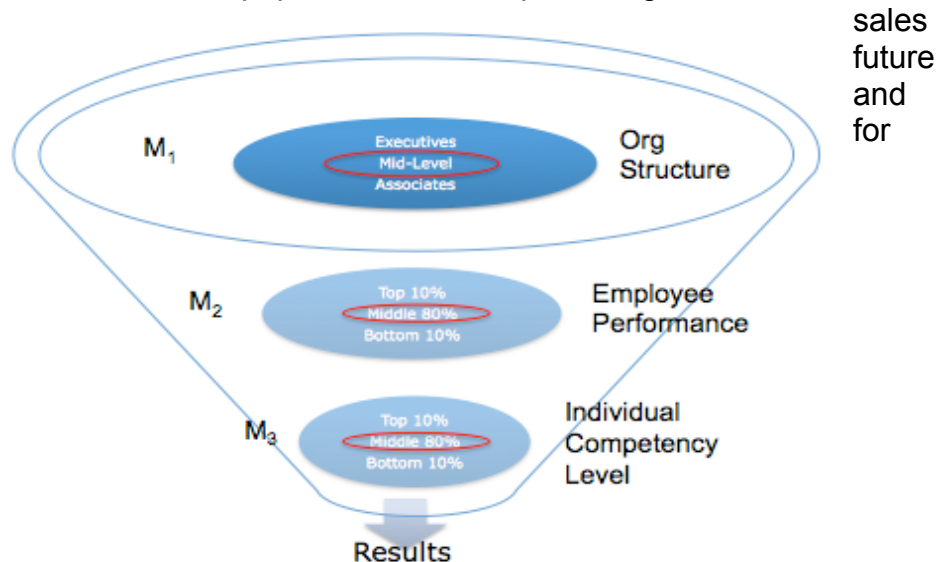 sales
future
and
for
M1
Executives
Mid-Level
Associates
Org
Structure
M2
Top 10%
Middle 80%
Bottom 10%
Employee
Performance
M3
Top 10%
Middle 80%
Bottom 10%
Individual
Competency
Level
Results